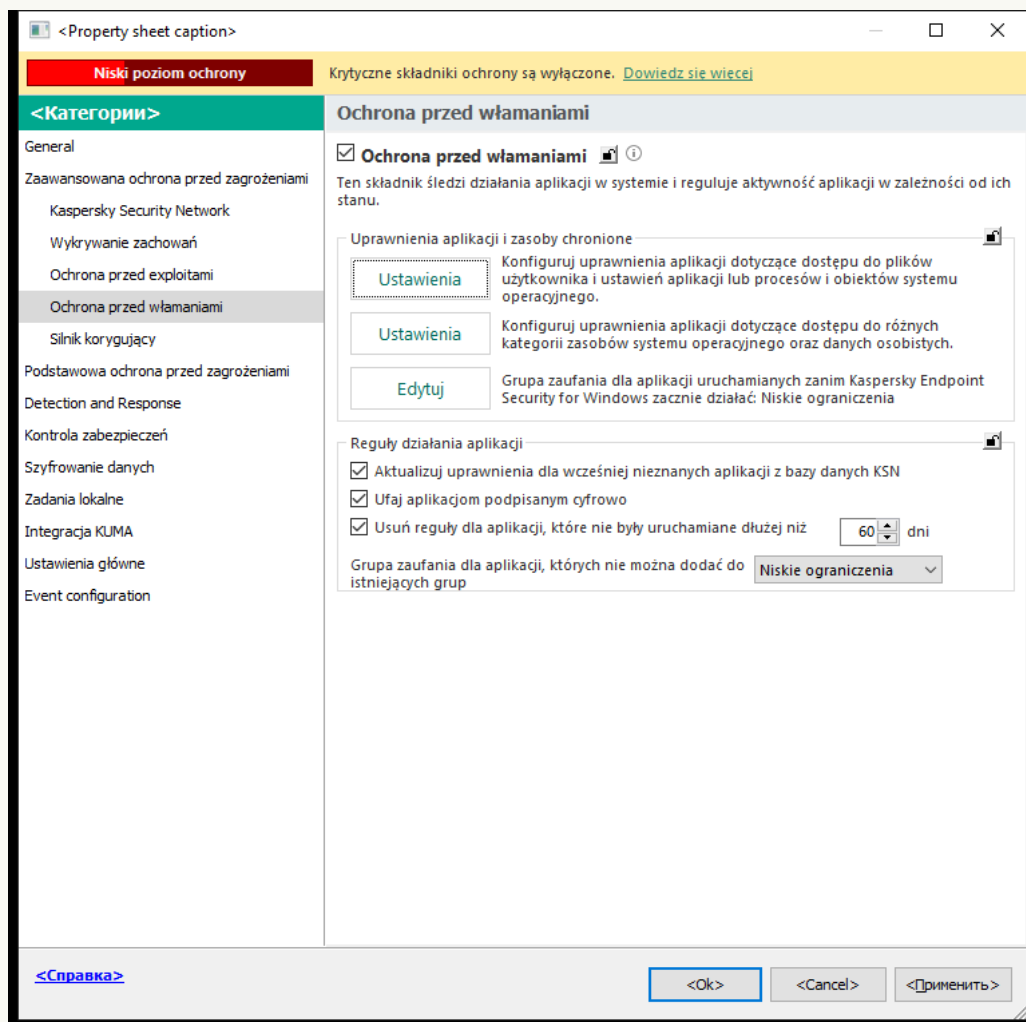 <Property sheet caption>
Niski poziom ochrony
Krytyczne składniki ochrony są wyłączone. Dowiedz się więcej
<Категории>
General
Zaawansowana ochrona przed zagrożeniami
Kaspersky Security Network
Wykrywanie zachowań
Ochrona przed exploitami
Ochrona przed włamaniami
Silnik korygujący
Podstawowa ochrona przed zagrożeniami
Detection and Response
Kontrola zabezpieczeń
Szyfrowanie danych
Zadania lokalne
Integracja KUMA
Ustawienia główne
Event configuration
Ochrona przed włamaniami
Ochrona przed włamaniami
Ten składnik śledzi działania aplikacji w systemie i reguluje aktywność aplikacji w zależności od ich
stanu.
Uprawnienia aplikacji i zasoby chronione
Ustawienia
Konfiguruj uprawnienia aplikacji dotyczące dostępu do plików
użytkownika i ustawień aplikacji lub procesów i obiektów systemu
operacyjnego.
Ustawienia
Konfiguruj uprawnienia aplikacji dotyczące dostępu do różnych
kategorii zasobów systemu operacyjnego oraz danych osobistych.
Edytuj
Grupa zaufania dla aplikacji uruchamianych zanim Kaspersky Endpoint
Security for Windows zacznie działać: Niskie ograniczenia
Reguły działania aplikacji
Aktualizuj uprawnienia dla wcześniej nieznanych aplikacji z bazy danych KSN
Ufaj aplikacjom podpisanym cyfrowo
Usuń reguły dla aplikacji, które nie były uruchamiane dłużej niż 60 dni
Grupa zaufania dla aplikacji, których nie można dodać do
istniejących grup
Niskie ograniczenia
<Справка>
<Ok>
<Cancel>
<Применить>